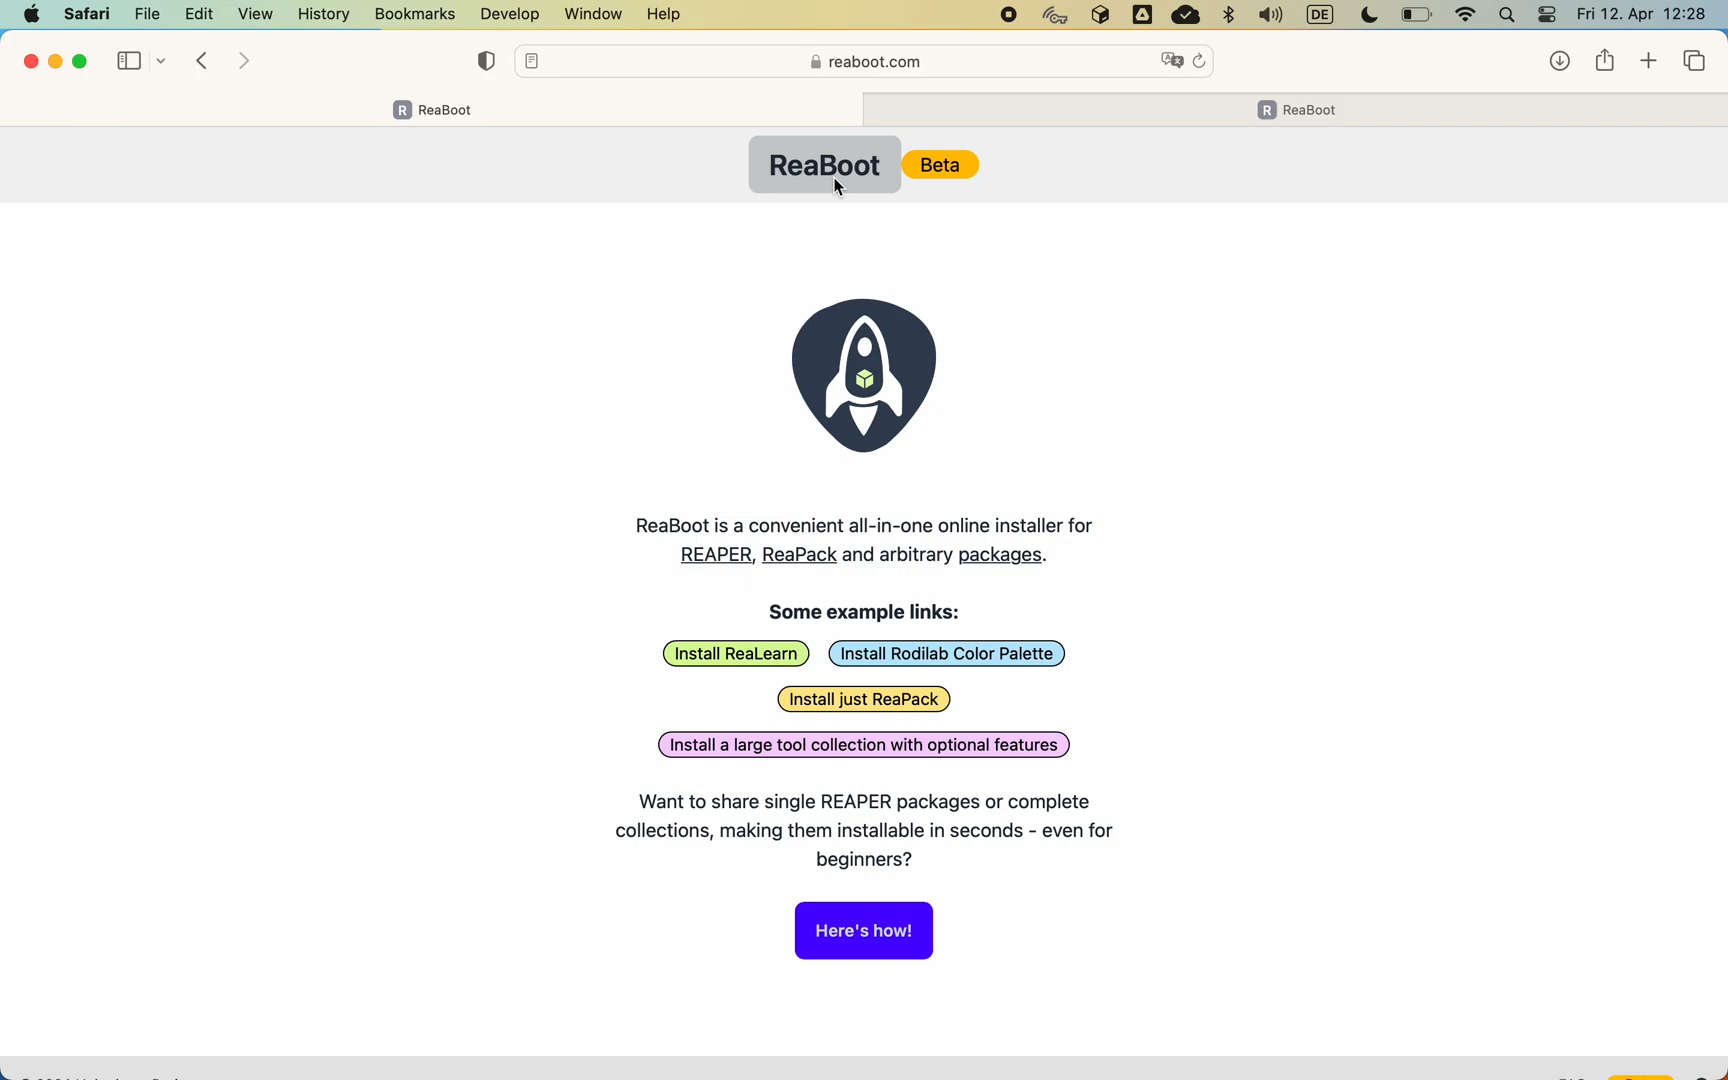 Safari File Edit View History Bookmarks Develop Window Help DE Fri 12. Apr 12:28
reaboot.com
R ReaBoot
R ReaBoot
ReaBoot Beta
ReaBoot is a convenient all-in-one online installer for
REAPER, ReaPack and arbitrary packages.
Some example links:
Install ReaLearn Install Rodilab Color Palette
Install just ReaPack
Install a large tool collection with optional features
Want to share single REAPER packages or complete
collections, making them installable in seconds - even for
beginners?
Here's how!